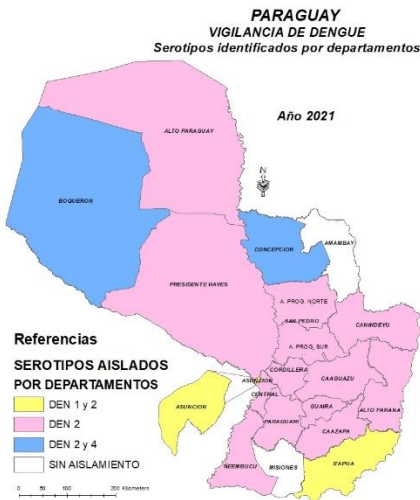 PARAGUAY
VIGILANCIA DE DENGUE
Serotipos identificados por departamentos
Año 2021
ALTO PARAGUAY
N
BOQUERON
CONCEPCION
AMAMBAY
PRESIDENTE HAYES
A. PROG. NORTE
SAN PEDRO
CANINDEYU
A. PROG. SUR
Referencias
SEROTIPOS AISLADOS
POR DEPARTAMENTOS
ASUNCION
CORDILLERA
CAAGUAZU
CENTRAL
ASUNCION
DEN 1 y 2
GUAIRA
ALTO PARANA
PARAGUARI
DEN 2
CAAZAPA
DEN 2 y 4
ÑEEMBUCU
MISIONES
ITAPUA
SIN AISLAMIENTO
0
50
100
200 Kilometers